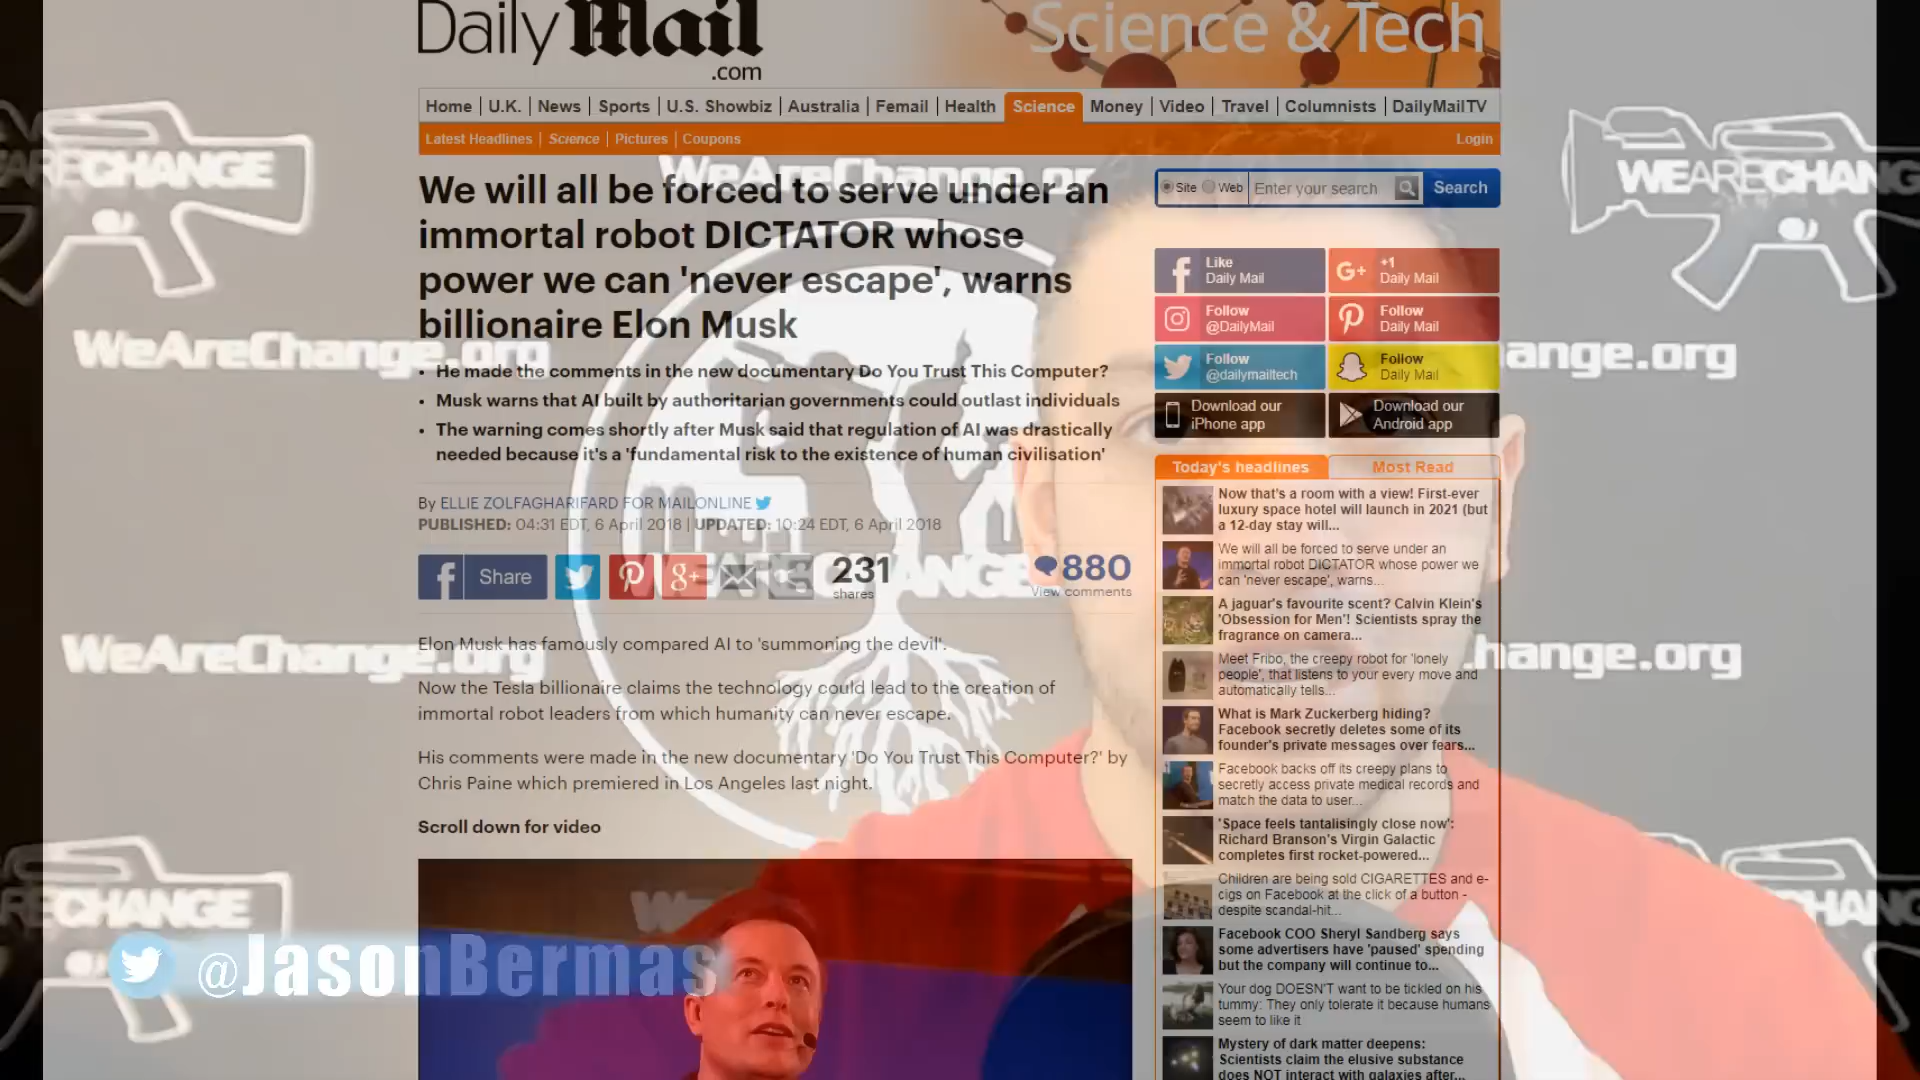 Daily Mail
.com
Science & Tech
Home | U.K. | News | Sports | U.S. Showbiz | Australia | Femail | Health | Science | Money | Video | Travel | Columnists | DailyMailTV
Latest Headlines | Science | Pictures | Coupons
Login
WeAreChange.or
We will all be forced to serve under an
immortal robot DICTATOR whose
power we can 'never escape', warns
billionaire Elon Musk
• He made the comments in the new documentary Do You Trust This Computer?
• Musk warns that AI built by authoritarian governments could outlast individuals
• The warning comes shortly after Musk said that regulation of AI was drastically
needed because it's a 'fundamental risk to the existence of human civilisation'
By ELLIE ZOLFAGHARIFARD FOR MAILONLINE
PUBLISHED: 04:31 EDT, 6 April 2018 | UPDATED: 10:24 EDT, 6 April 2018
Share
g+
231
shares
880
View comments
Elon Musk has famously compared AI to 'summoning the devil'.
Now the Tesla billionaire claims the technology could lead to the creation of
immortal robot leaders from which humanity can never escape.
His comments were made in the new documentary 'Do You Trust This Computer?' by
Chris Paine which premiered in Los Angeles last night.
Scroll down for video
Site Web Enter your search Search
Like
Daily Mail
G+ +1
Daily Mail
Follow
@DailyMail
Follow
Daily Mail
Follow
@dailymailtech
Follow
Daily Mail
Download our
iPhone app
Download our
Android app
Today's headlines
Most Read
Now that's a room with a view! First-ever
luxury space hotel will launch in 2021 (but
a 12-day stay will...
We will all be forced to serve under an
immortal robot DICTATOR whose power we
can 'never escape', warns...
A jaguar's favourite scent? Calvin Klein's
'Obsession for Men'! Scientists spray the
fragrance on camera...
Meet Fribo, the creepy robot for 'lonely
people', that listens to your every move and
automatically tells...
What is Mark Zuckerberg hiding?
Facebook secretly deletes some of its
founder's private messages over fears...
Facebook backs off its creepy plans to
secretly access private medical records and
match the data to user...
'Space feels tantalisingly close now':
Richard Branson's Virgin Galactic
completes first rocket-powered...
Children are being sold CIGARETTES and e-
cigs on Facebook at the click of a button -
despite scandal-hit...
Facebook COO Sheryl Sandberg says
some advertisers have 'paused' spending
but the company will continue to...
Your dog DOESN'T want to be tickled on his
tummy: They only tolerate it because humans
seem to like it
Mystery of dark matter deepens:
Scientists claim the elusive substance
does NOT interact with galaxies after...
ARECHANGE
WEARECHANG
WeAreChange.org
ange.org
WEARECHANGE
WeAreChange.org
.hange.org
RECHANGE
HANG
@JasonBermas